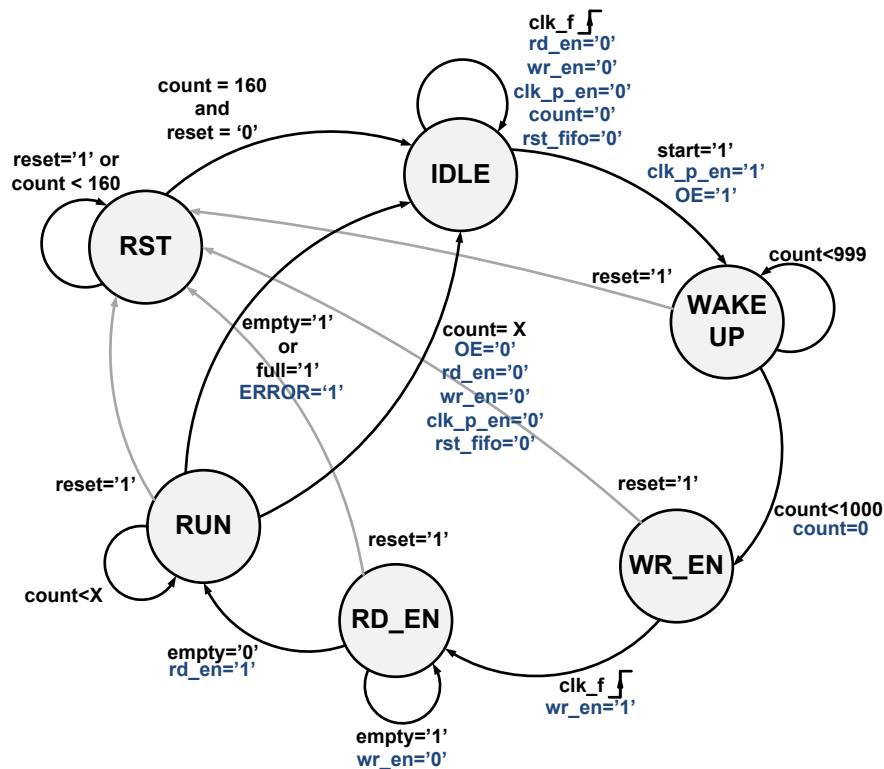 clk_f
rd_en='0'
wr_en='0'
clk_p_en='0'
count='0'
rst_fifo='0'
count = 160
and
reset = ‘0’
reset=’1’ or
count < 160
RST
IDLE
start=’1’
clk_p_en=’1’
OE=’1’
reset=’1’
count<999
WAKE
UP
empty=’1’
or
full=’1’
ERROR=‘1’
count= X
OE=’0’
rd_en=’0’
wr_en=’0’
clk_p_en=’0’
rst_fifo=’0’
reset=’1’
RUN
count<X
reset=’1’
RD_EN
reset=’1’
WR_EN
count<1000
count=0
empty=’0’
rd_en=’1’
clk_f
wr_en=’1’
empty=’1’
wr_en=’0’